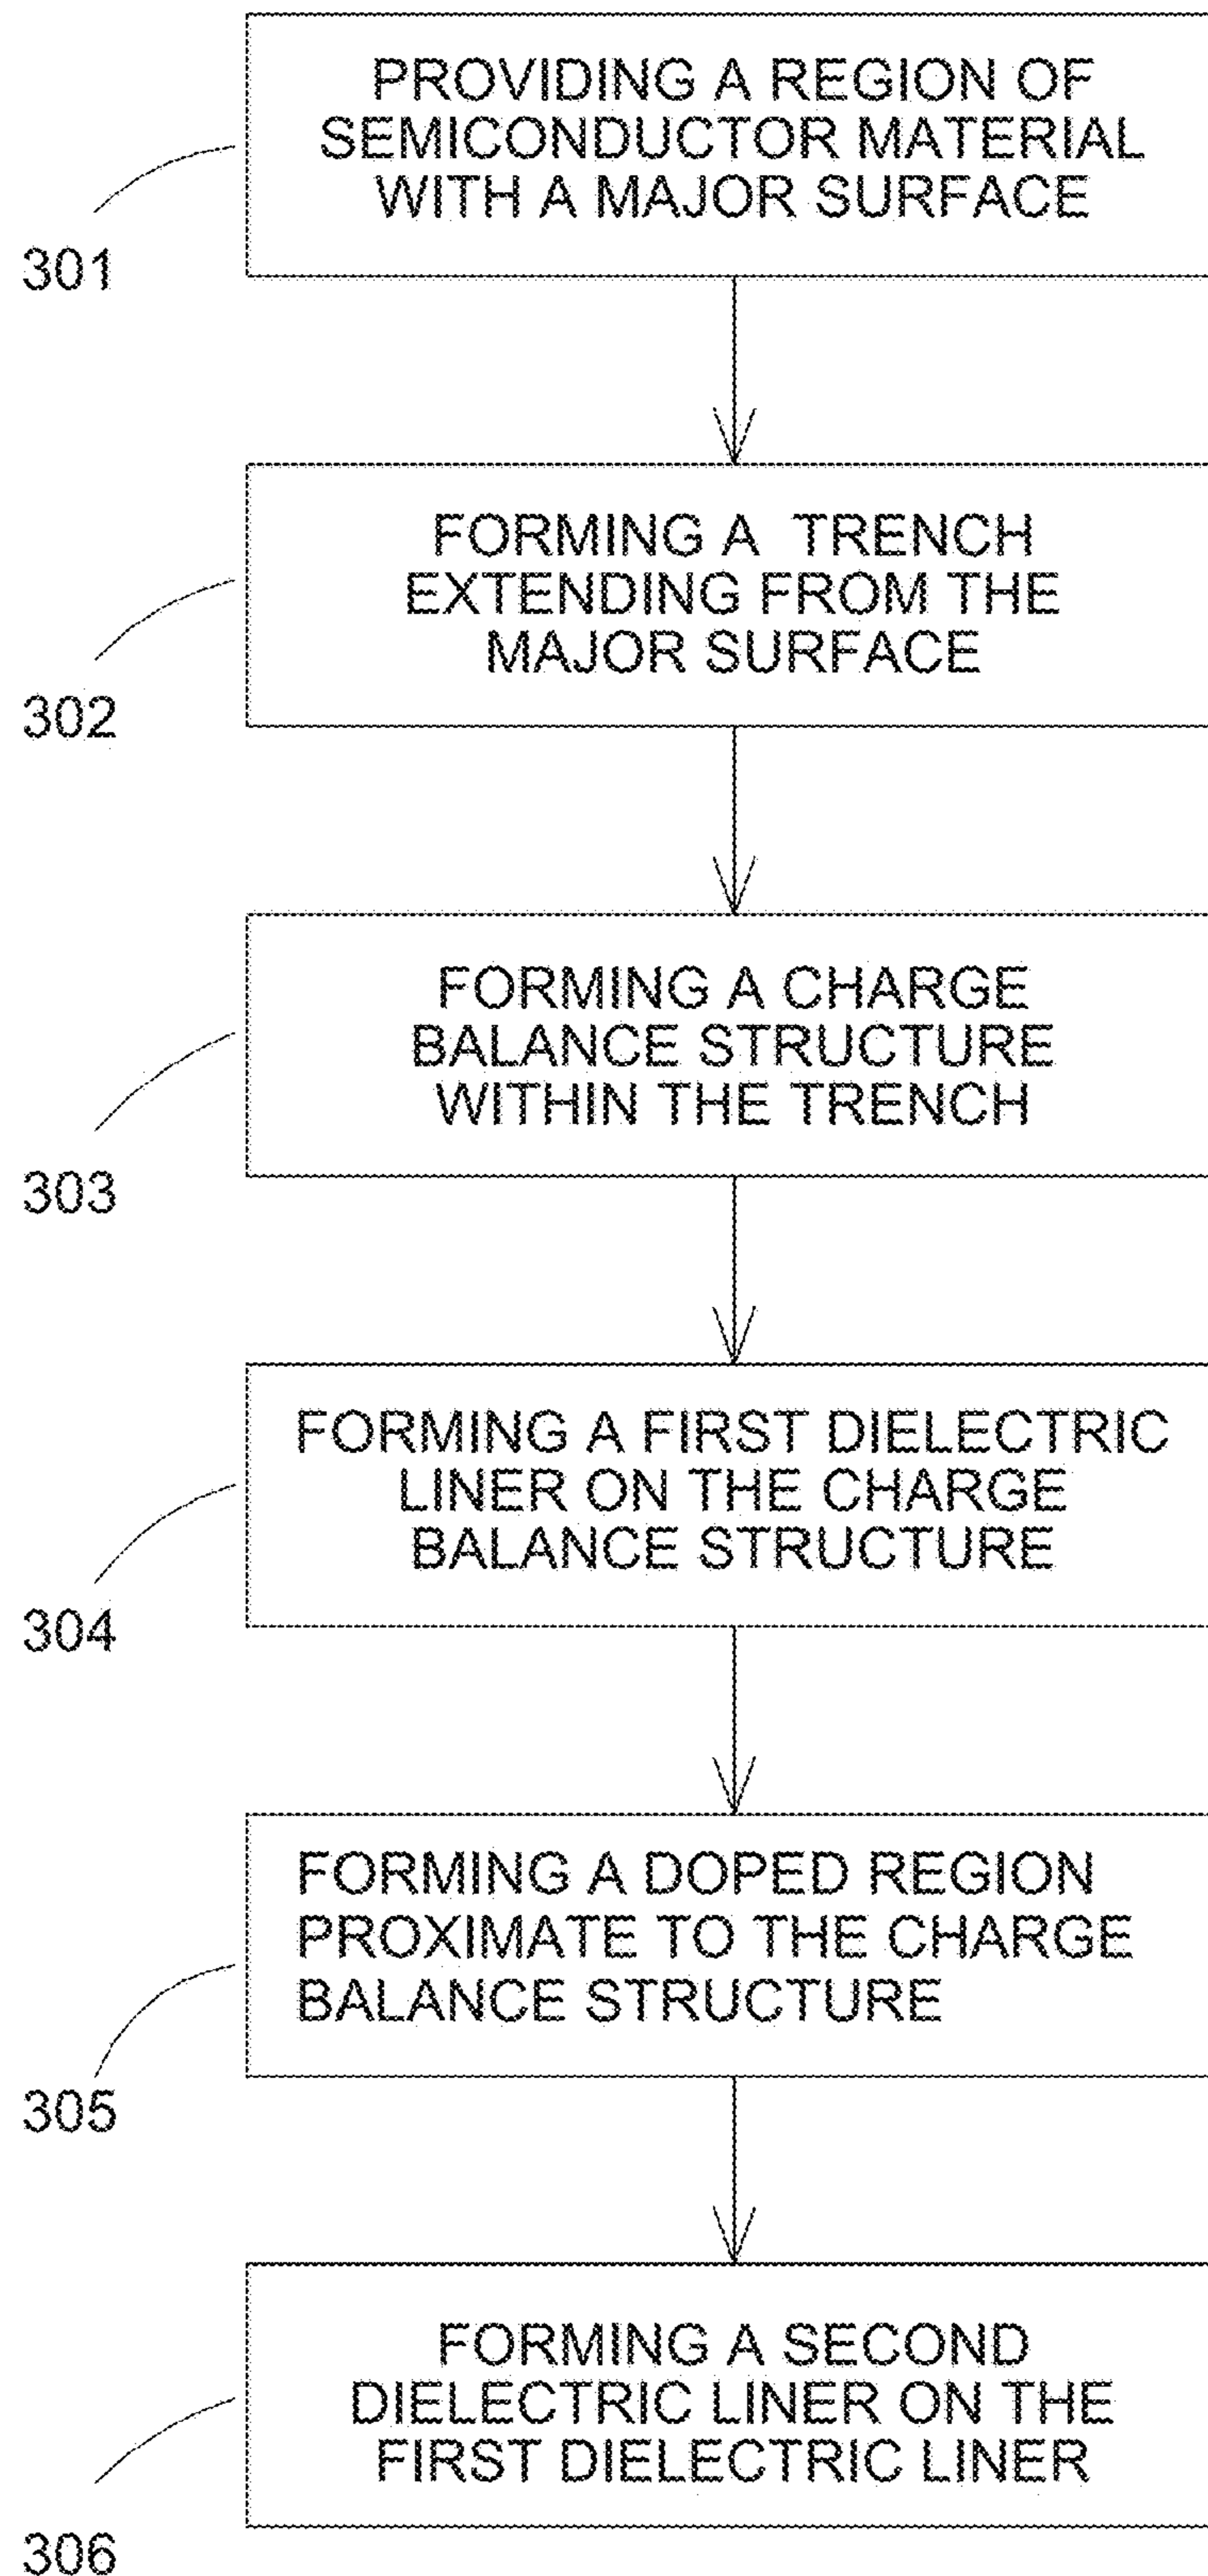 PROVIDING A REGION OF
SEMICONDUCTOR MATERIAL
WITH A MAJOR SURFACE
301
FORMING A TRENCH
EXTENDING FROM THE
MAJOR SURFACE
302
FORMING A CHARGE
BALANCE STRUCTURE
WITHIN THE TRENCH
303
FORMING A FIRST DIELECTRIC
LINER ON THE CHARGE
BALANCE STRUCTURE
304
FORMING A DOPED REGION
PROXIMATE TO THE CHARGE
BALANCE STRUCTURE
305
FORMING A SECOND
DIELECTRIC LINER ON THE
FIRST DIELECTRIC LINER
306